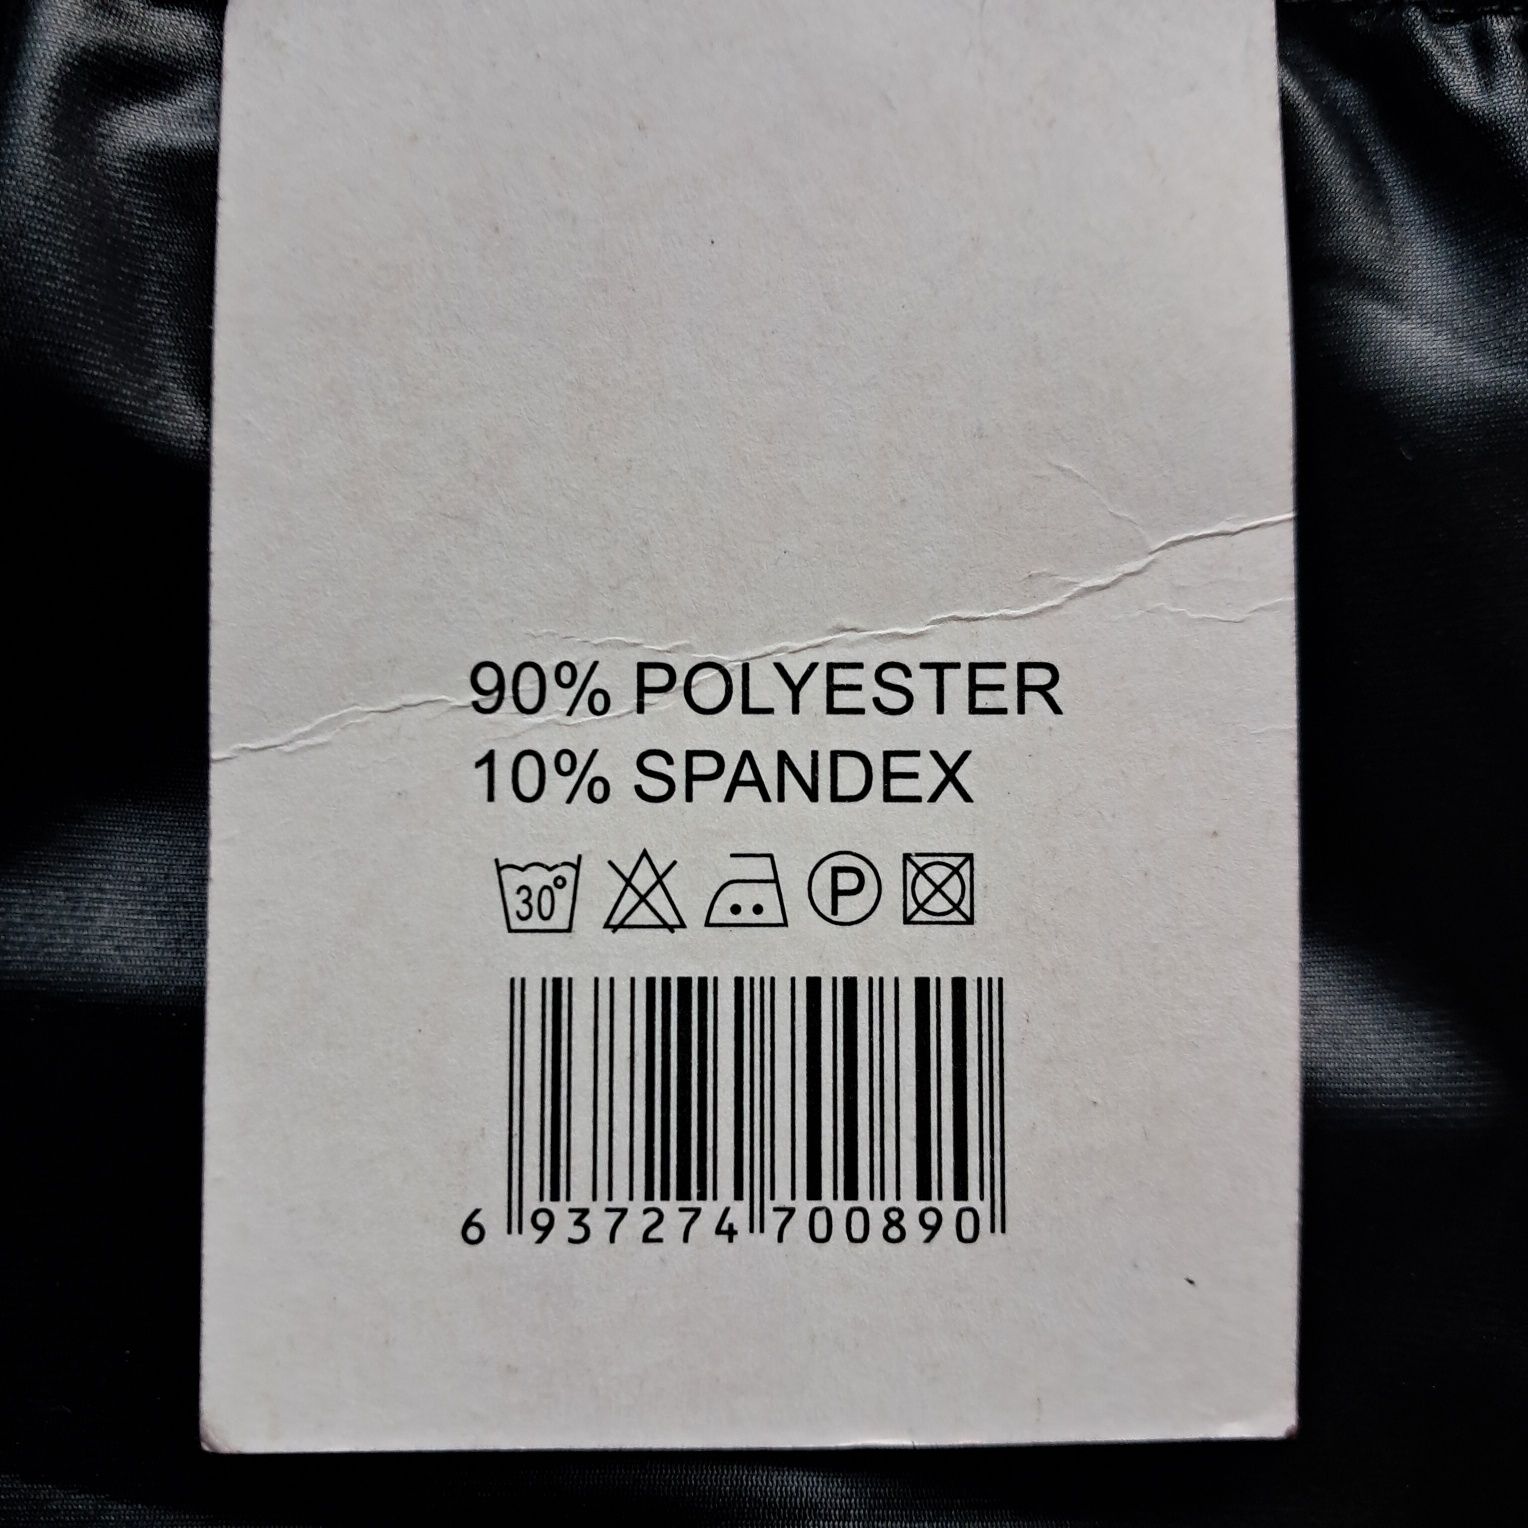 90% POLYESTER
10% SPANDEX
30° P
6 937274 700890